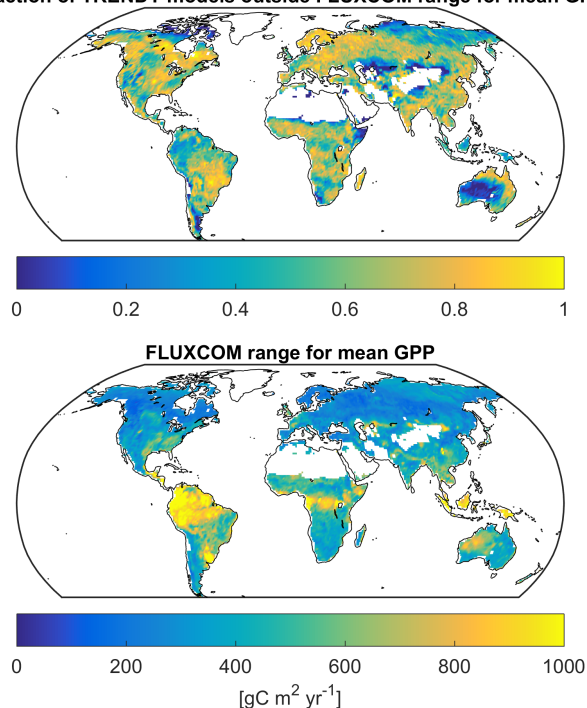 of TRENDY models outside FLUXCOM range for mean
0 0.2 0.4 0.6 0.8 1
FLUXCOM range for mean GPP
0 200 400 600 800 1000
[gC m² yr⁻¹]